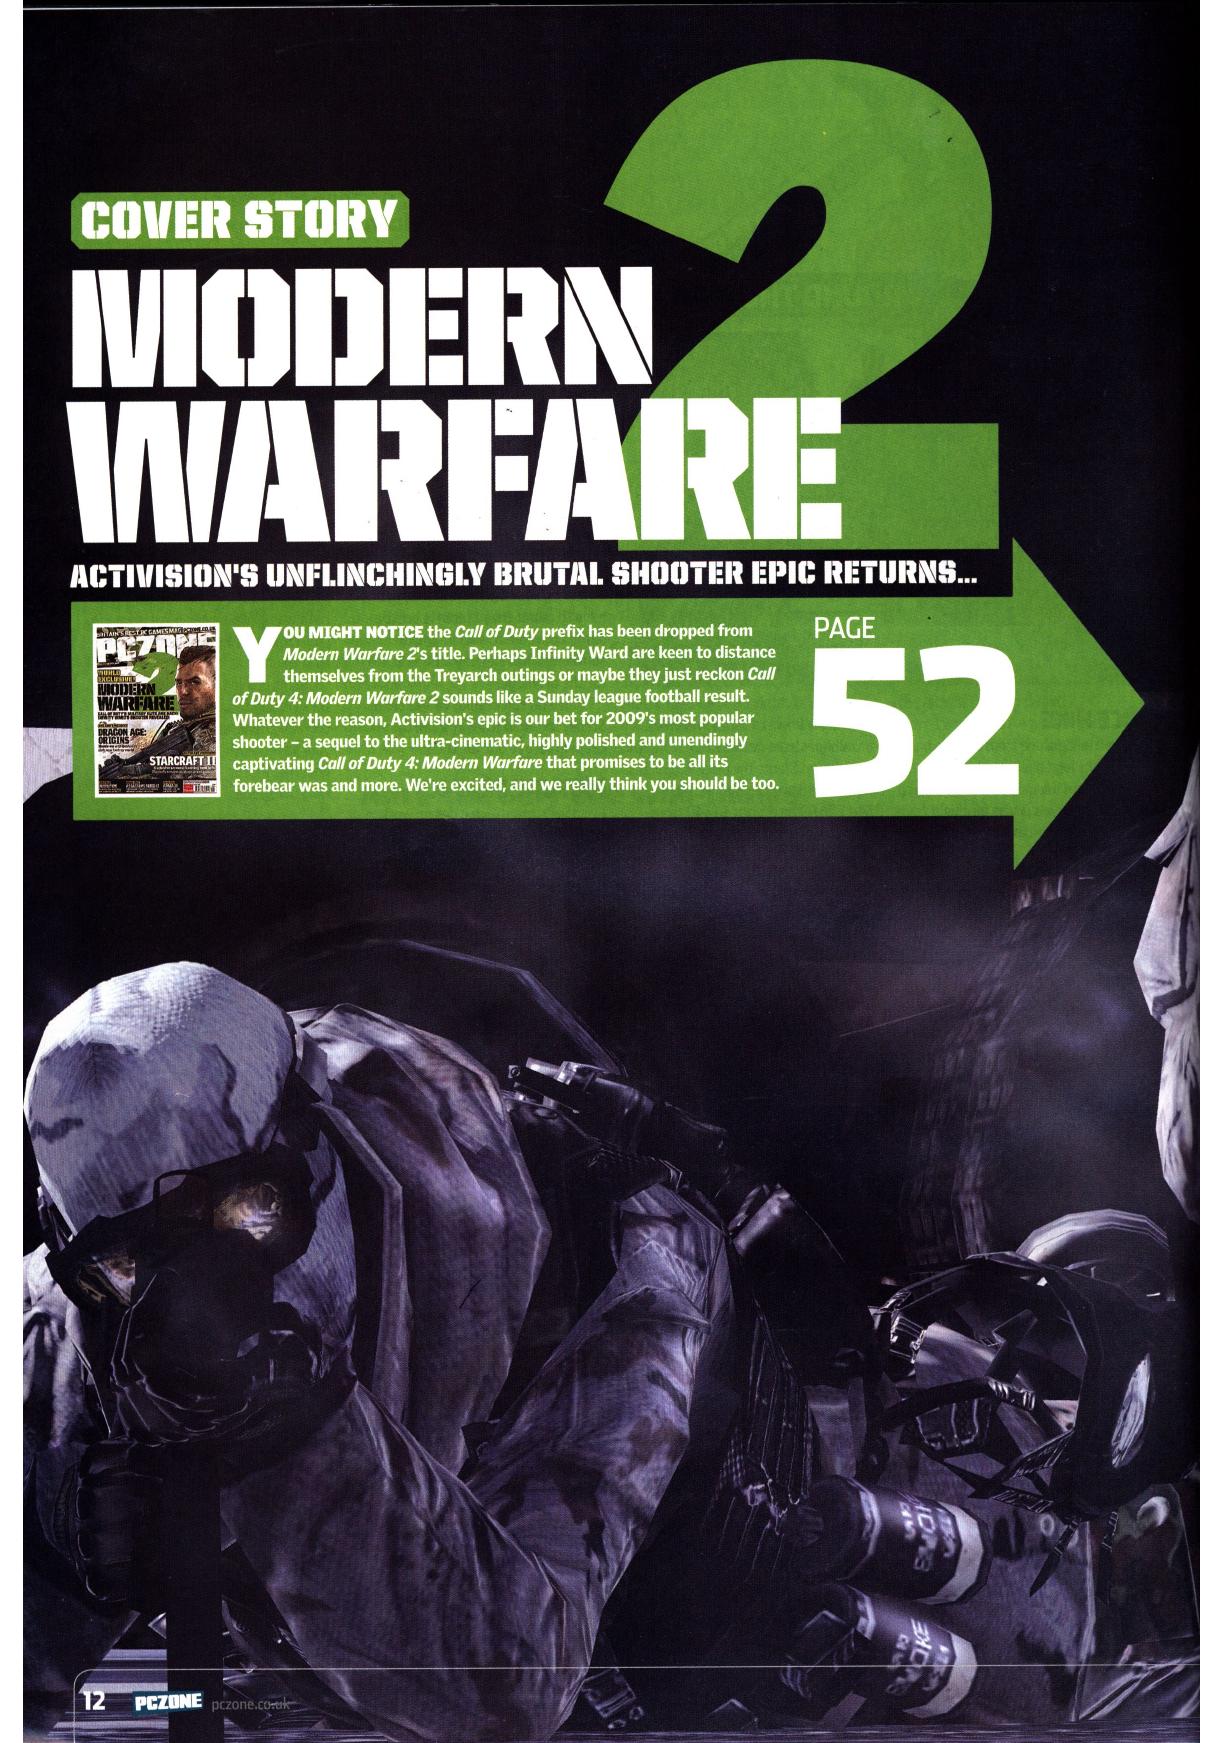 2
COVER STORY
MODERN
WARFARE
ACTIVISION'S UNFLINCHINGLY BRUTAL SHOOTER EPIC RETURNS...
YOU MIGHT NOTICE the Call of Duty prefix has been dropped from
Modern Warfare 2's title. Perhaps Infinity Ward are keen to distance
themselves from the Treyarch outings or maybe they just reckon Call
of Duty 4: Modern Warfare 2 sounds like a Sunday league football result.
Whatever the reason, Activision's epic is our bet for 2009's most popular
shooter – a sequel to the ultra-cinematic, highly polished and unendingly
captivating Call of Duty 4: Modern Warfare that promises to be all its
forebear was and more. We're excited, and we really think you should be too.
PAGE
52
PCZONE
2
WORLD
EXCLUSIVE!
MODERN
WARFARE
DRAGON AGE:
ORIGINS
STARCRAFT II
SMOKE
SMOKE
12 PCZONE pczone.co.uk